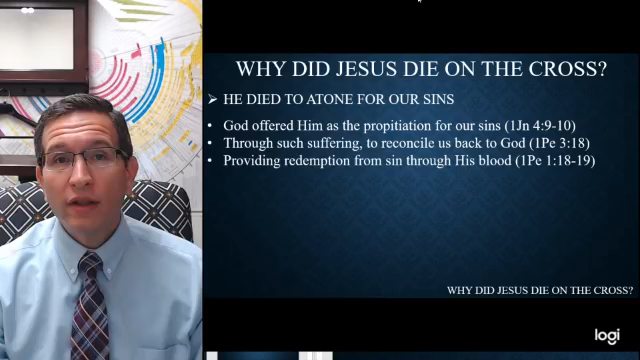 WHY DID JESUS DIE ON THE CROSS?
➢ HE DIED TO ATONE FOR OUR SINS
• God offered Him as the propitiation for our sins (1Jn 4:9-10)
• Through such suffering, to reconcile us back to God (1Pe 3:18)
• Providing redemption from sin through His blood (1Pe 1:18-19)
WHY DID JESUS DIE ON THE CROSS?
logi